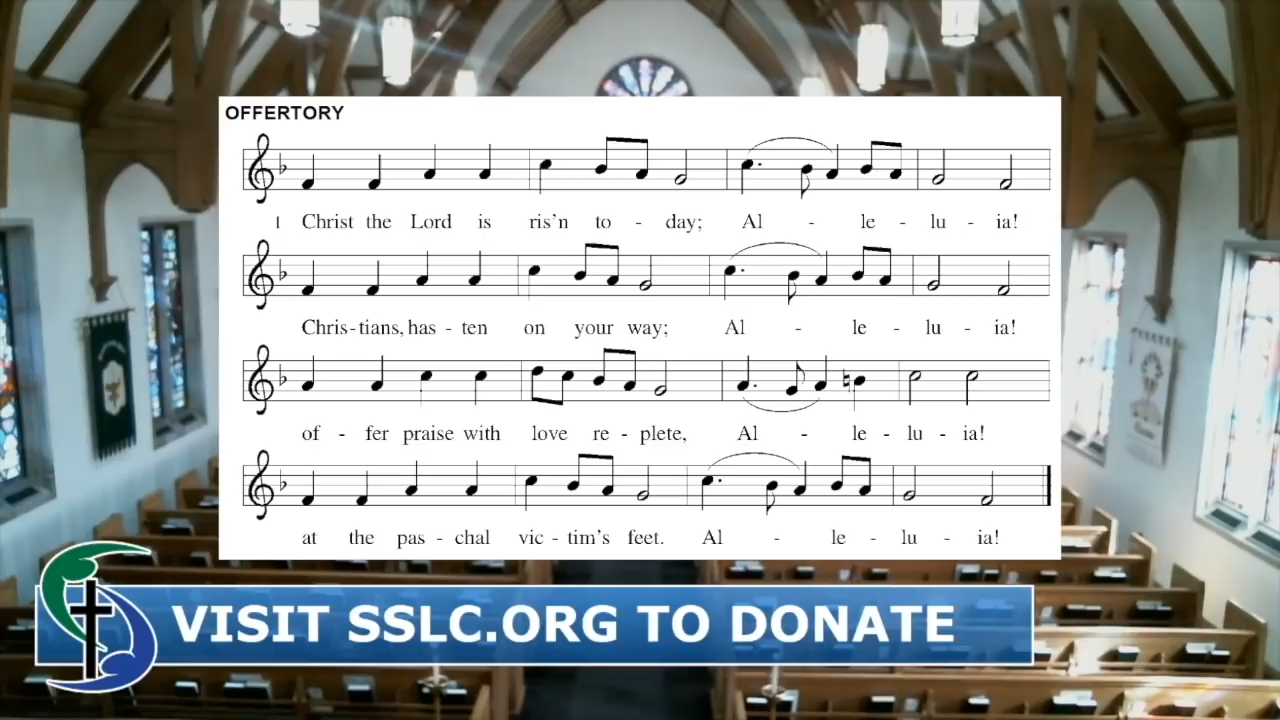 OFFERTORY
1 Christ the Lord is ris'n to - day; Al - le - lu - ia!
Chris - tians, has - ten on your way; Al - le - lu - ia!
of - fer praise with love re - plete, Al - le - lu - ia!
at the pas - chal vic - tim's feet. Al - le - lu - ia!
VISIT SSLC.ORG TO DONATE